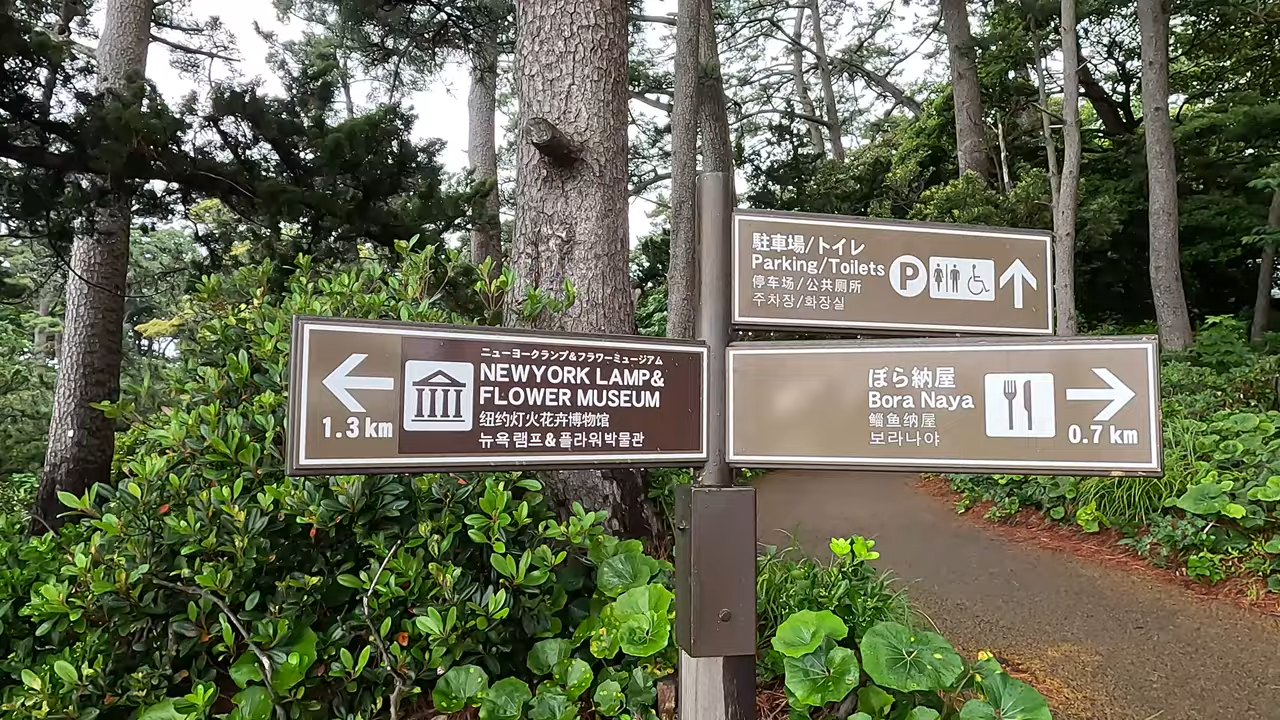 駐車場/トイレ
Parking/Toilets
停车场/公共厕所
주차장/화장실
P
ニューヨークランプ&フラワーミュージアム
NEWYORK LAMP&
FLOWER MUSEUM
纽约灯火花卉博物馆
뉴욕 램프&플라워박물관
1.3 km
ぼら納屋
Bora Naya
鲻鱼纳屋
보라나야
0.7 km